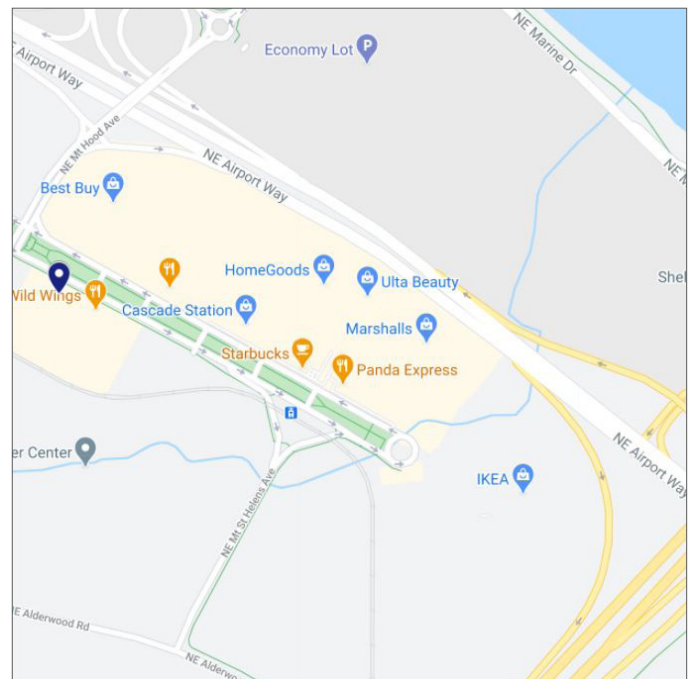 Economy Lot
P
NE Marine Dr
E Airport Way
NE Mt Hood Ave
NE Airport Way
Best Buy
NE M
HomeGoods
Ulta Beauty
Shel
Wild Wings
Cascade Station
Marshalls
Starbucks
Panda Express
er Center
NE Airport Way
IKEA
NE Mt St Helens Ave
NE Alderwood Rd
NE Alderwo